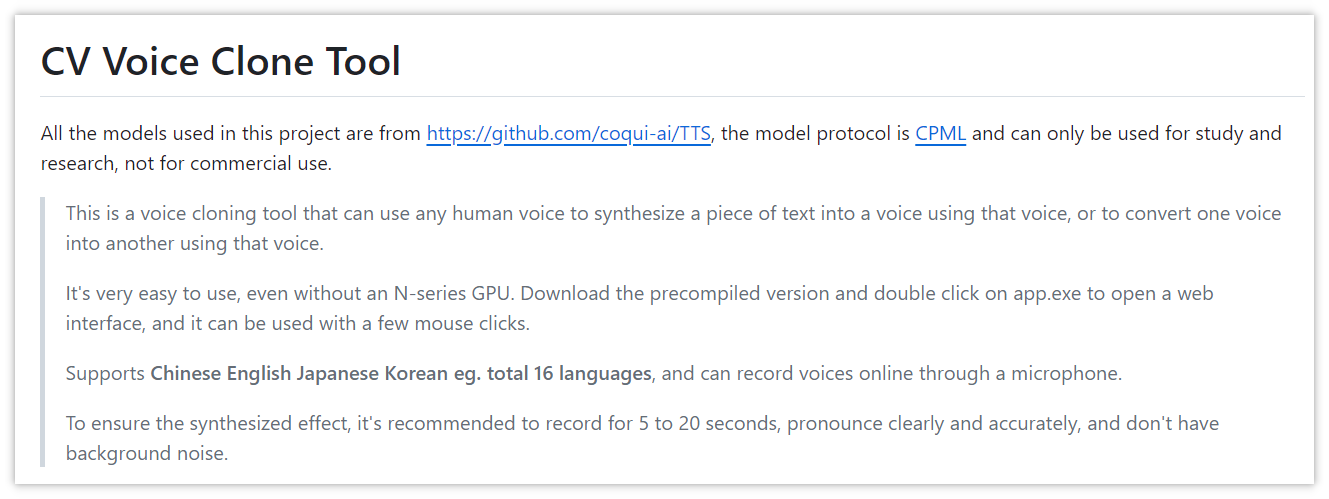 CV Voice Clone Tool
All the models used in this project are from https://github.com/coqui-ai/TTS, the model protocol is CPML and can only be used for study and
research, not for commercial use.
This is a voice cloning tool that can use any human voice to synthesize a piece of text into a voice using that voice, or to convert one voice
into another using that voice.
It's very easy to use, even without an N-series GPU. Download the precompiled version and double click on app.exe to open a web
interface, and it can be used with a few mouse clicks.
Supports Chinese English Japanese Korean eg. total 16 languages, and can record voices online through a microphone.
To ensure the synthesized effect, it's recommended to record for 5 to 20 seconds, pronounce clearly and accurately, and don't have
background noise.